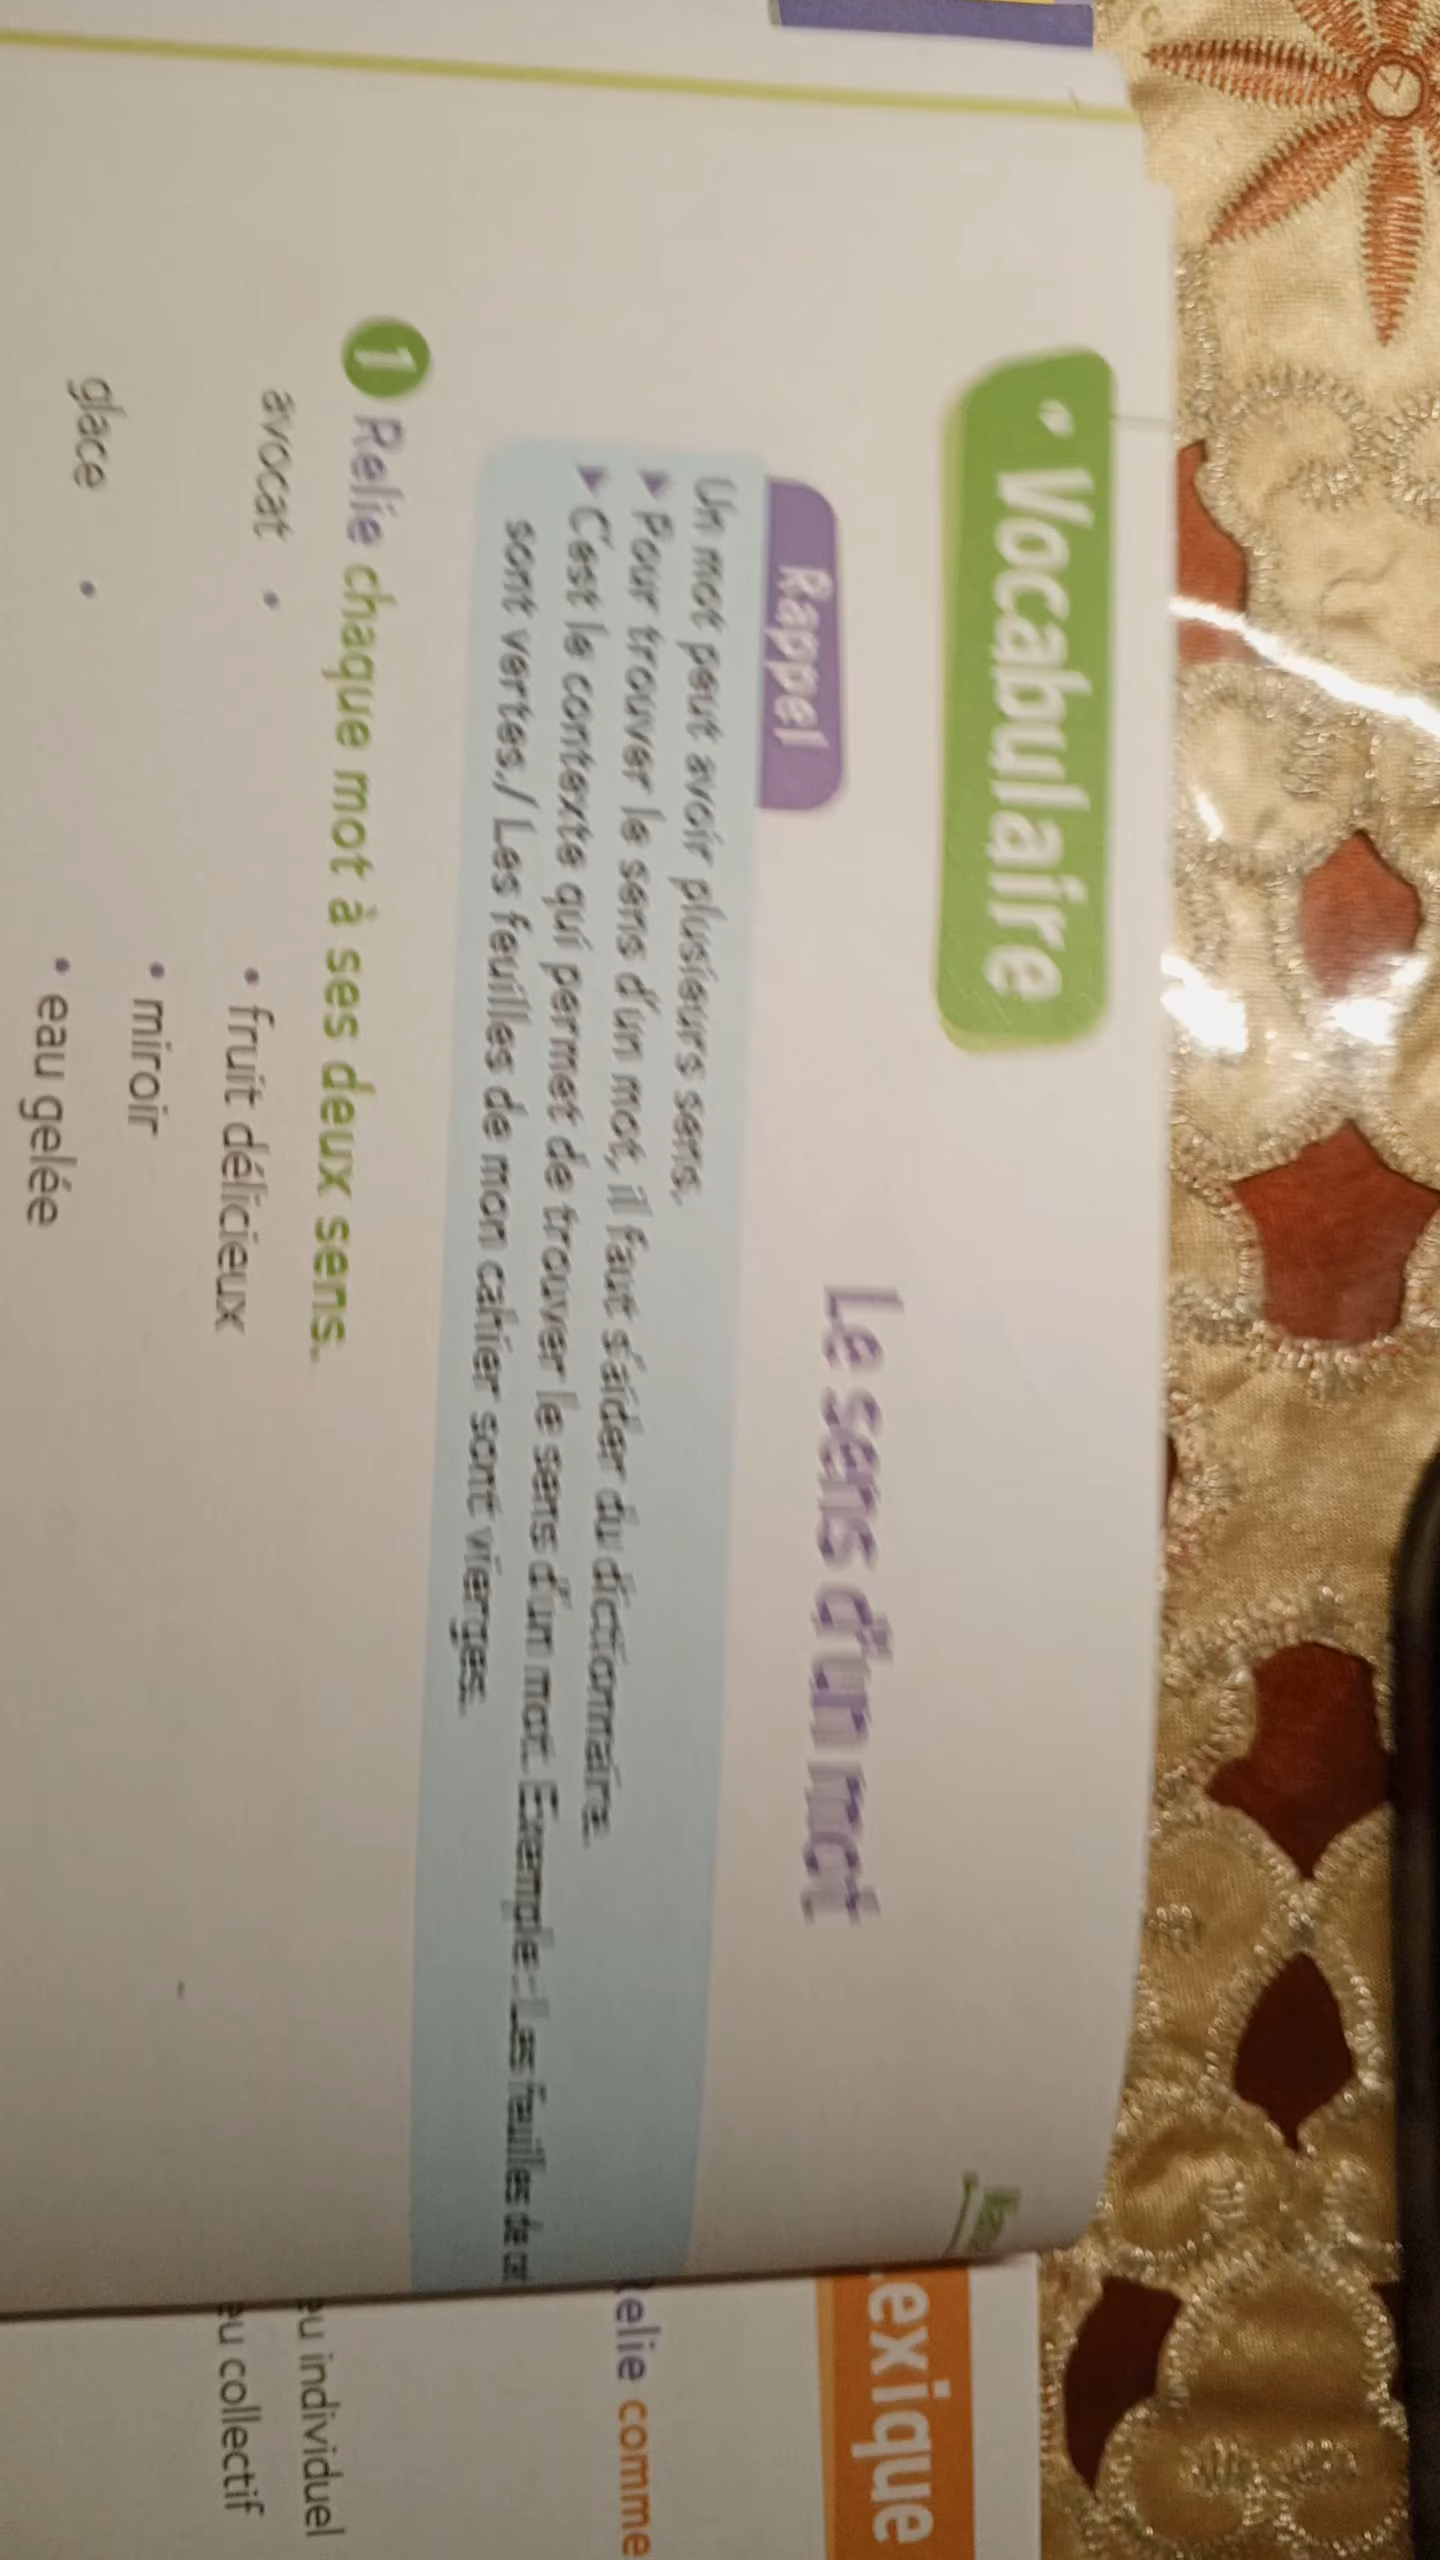 Vocabulaire
Le sens d'un mot
Rappel
Un mot peut avoir plusieurs sens.
Pour trouver le sens d'un mot, il faut s'aider du dictionnaire.
C'est le contexte qui permet de trouver le sens d'un mot. Exemple : Les feuilles de
sont vertes./ Les feuilles de mon cahier sont vierges.
1 Relie chaque mot à ses deux sens.
avocat • • fruit délicieux
• miroir
glace • • eau gelée
exique
elie comme
eu individuel
eu collectif